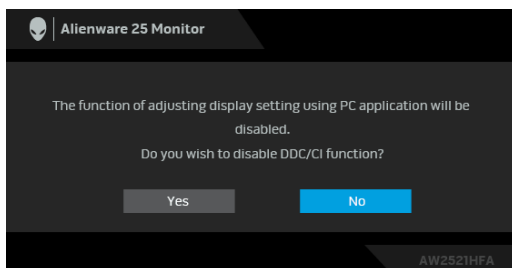 Alienware 25 Monitor
The function of adjusting display setting using PC application will be
disabled.
Do you wish to disable DDC/CI function?
Yes No
AW2521HFA